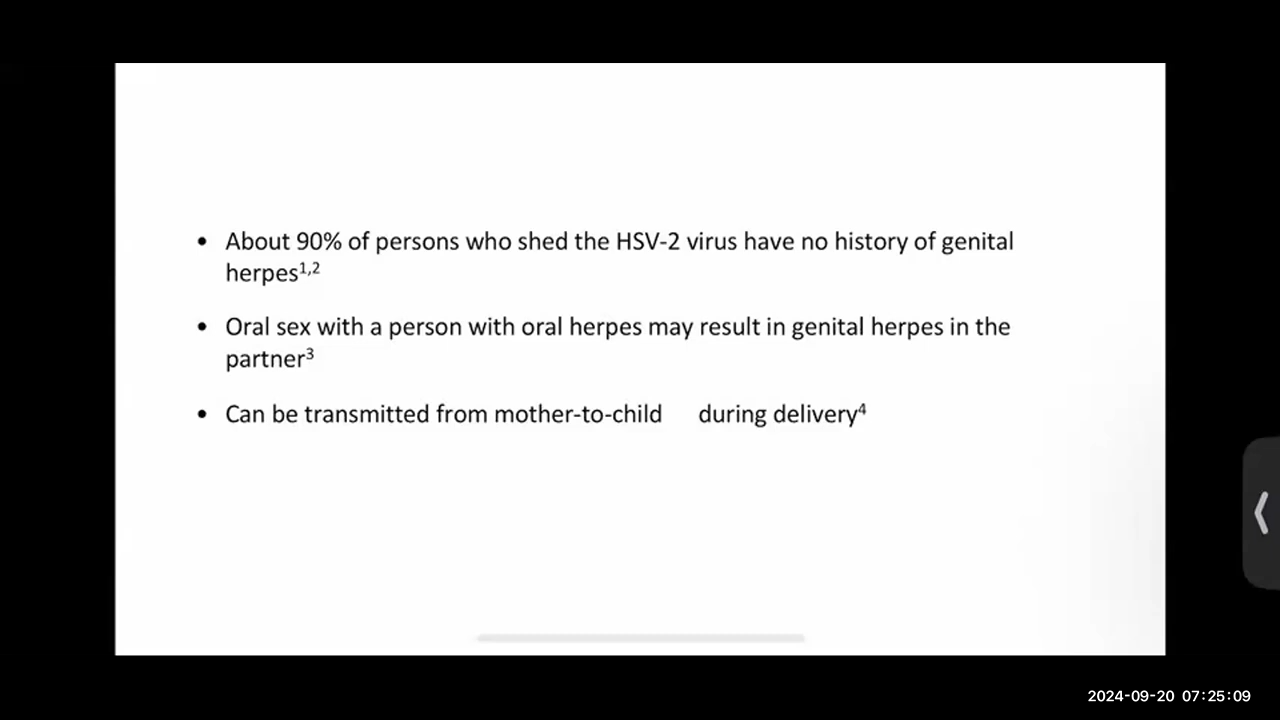 • About 90% of persons who shed the HSV-2 virus have no history of genital
herpes1,2
• Oral sex with a person with oral herpes may result in genital herpes in the
partner3
• Can be transmitted from mother-to-child during delivery4
2024-09-20 07:25:09